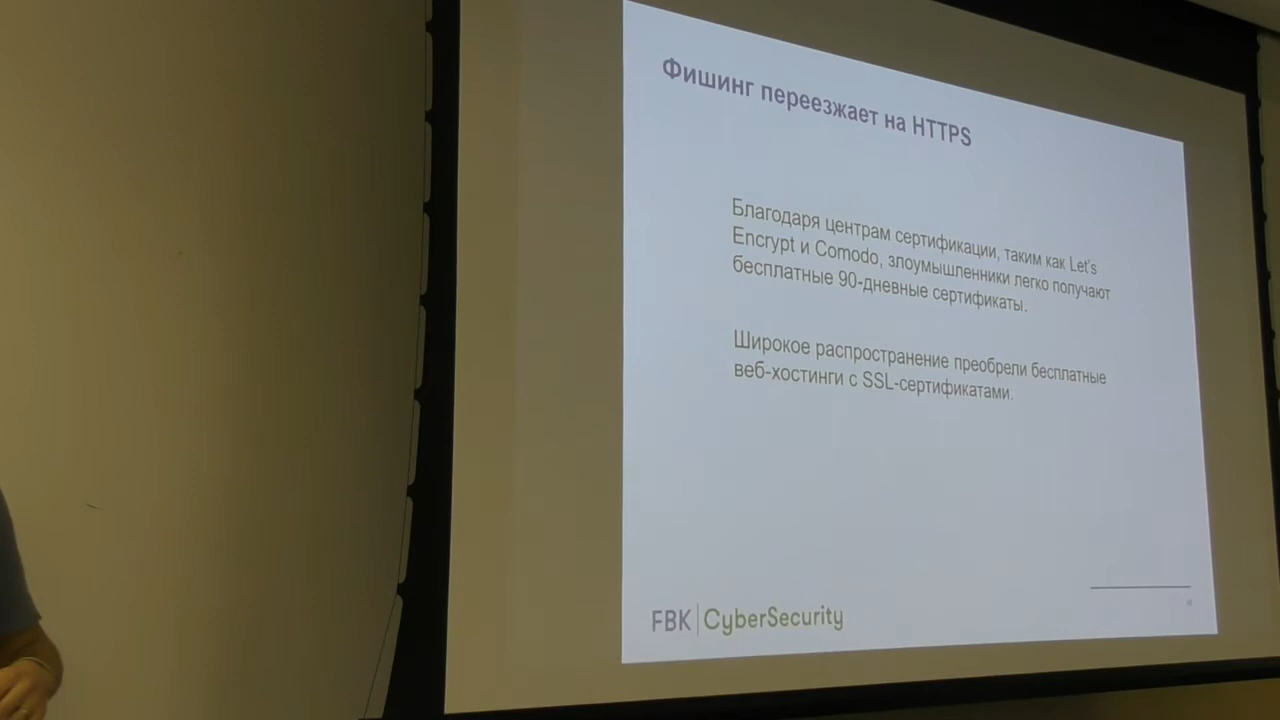 Фишинг переезжает на HTTPS
Благодаря центрам сертификации, таким как Let's
Encrypt и Comodo, злоумышленники легко получают
бесплатные 90-дневные сертификаты.
Широкое распространение преобрели бесплатные
веб-хостинги с SSL-сертификатами.
FBK CyberSecurity